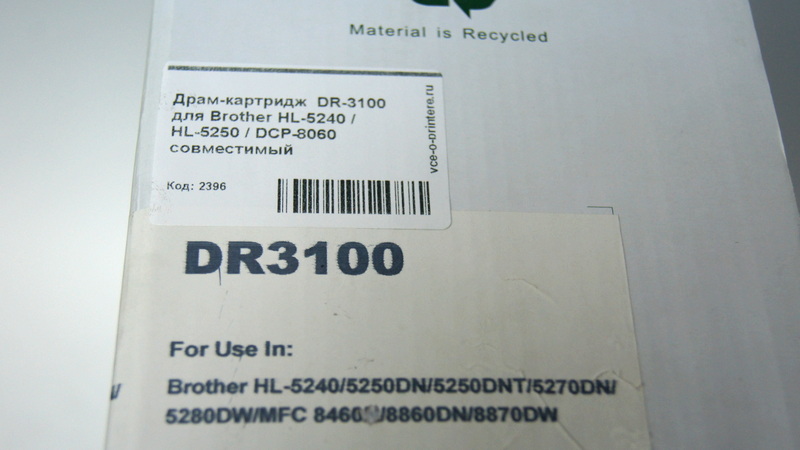 Material is Recycled
Драм-картридж DR-3100
для Brother HL-5240 /
HL-5250 / DCP-8060
совместимый
vce-o-printere.ru
Код: 2396
DR3100
For Use In:
Brother HL-5240/5250DN/5250DNT/5270DN/
5280DW/MFC 8460N/8860DN/8870DW